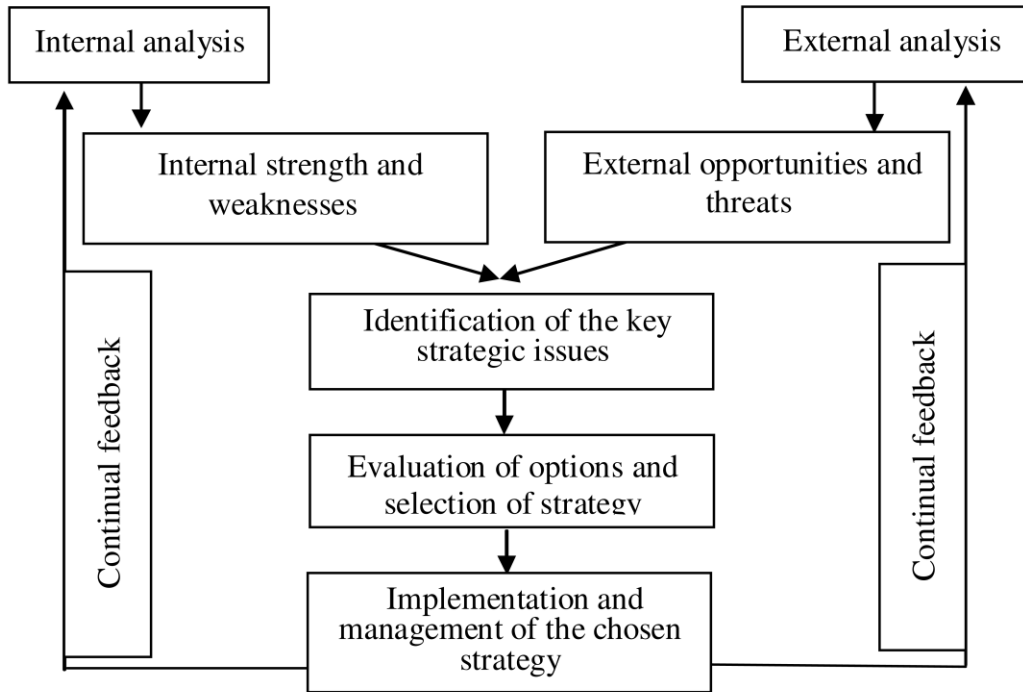 Internal analysis
External analysis
Internal strength and
weaknesses
External opportunities and
threats
Identification of the key
strategic issues
Continual feedback
Continual feedback
Evaluation of options and
selection of strategy
Implementation and
management of the chosen
strategy